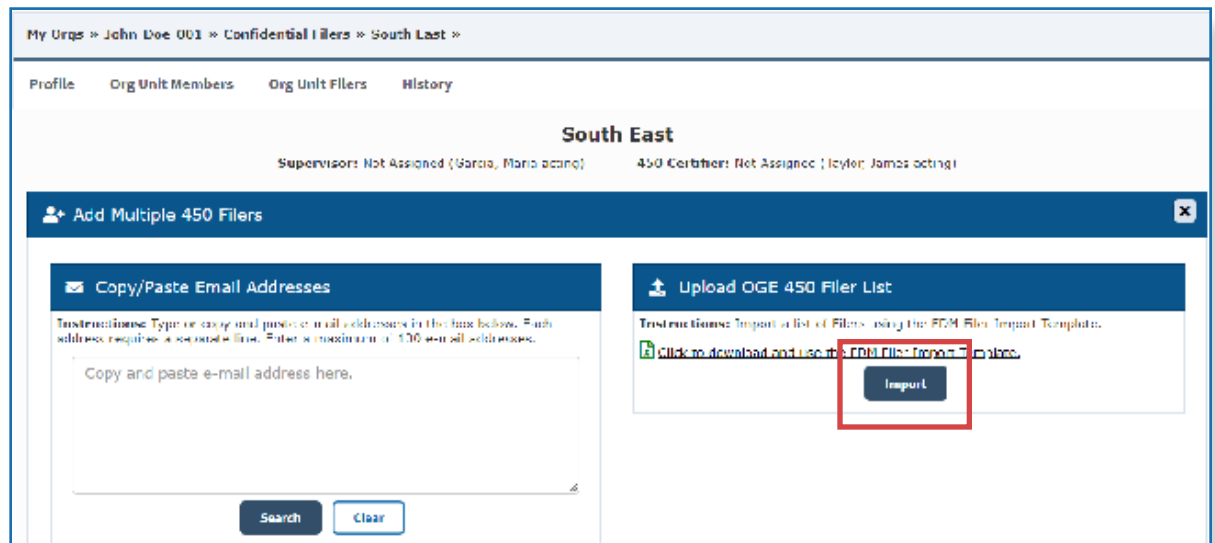 My Orgs » John Doe 001 » Confidential Filers » South East »
Profile Org Unit Members Org Unit Filers History
South East
Supervisor: Not Assigned (Garcia, Maria acting) 450 Certifier: Not Assigned (Taylor, James acting)
Add Multiple 450 Filers
Copy/Paste Email Addresses
Instructions: Type or copy and paste e-mail addresses in the box below. Each
address requires a separate line. Enter a maximum of 100 e-mail addresses.
Copy and paste e-mail address here.
Search Clear
Upload OGE 450 Filer List
Instructions: Import a list of Filers using the FDM Filer Import Template.
Click to download and use the FDM Filer Import Template.
Import